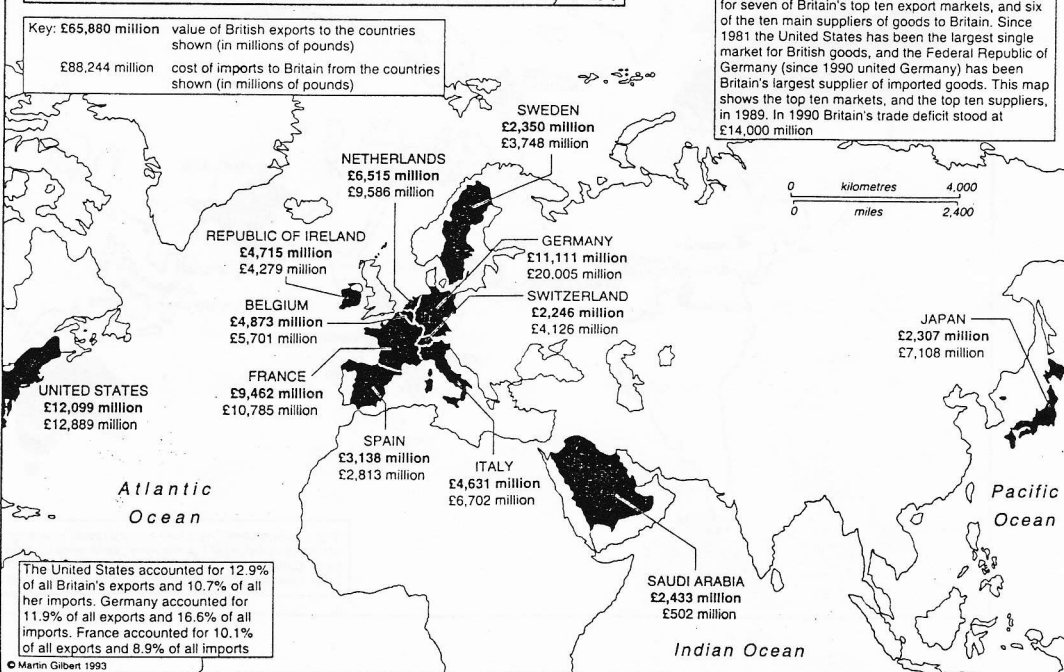 Key: £65,880 million value of British exports to the countries
shown (in millions of pounds)
£88,244 million cost of imports to Britain from the countries
shown (in millions of pounds)
for seven of Britain's top ten export markets, and six
of the ten main suppliers of goods to Britain. Since
1981 the United States has been the largest single
market for British goods, and the Federal Republic of
Germany (since 1990 united Germany) has been
Britain's largest supplier of imported goods. This map
shows the top ten markets, and the top ten suppliers,
in 1989. In 1990 Britain's trade deficit stood at
£14,000 million
0 kilometres 4,000
0 miles 2,400
SWEDEN
£2,350 million
£3,748 million
NETHERLANDS
£6,515 million
£9,586 million
REPUBLIC OF IRELAND
£4,715 million
£4,279 million
GERMANY
£11,111 million
£20.005 million
SWITZERLAND
£2,246 million
£4,126 million
BELGIUM
£4,873 million
£5,701 million
JAPAN
£2,307 million
£7,108 million
FRANCE
£9,462 million
£10,785 million
UNITED STATES
£12,099 million
£12,889 million
SPAIN
£3,138 million
£2,813 million
ITALY
£4,631 million
£6,702 million
Atlantic
Ocean
Pacific
Ocean
SAUDI ARABIA
£2,433 million
£502 million
Indian Ocean
The United States accounted for 12.9%
of all Britain's exports and 10.7% of all
her imports. Germany accounted for
11.9% of all exports and 16.6% of all
imports. France accounted for 10.1%
of all exports and 8.9% of all imports
© Martin Gilbert 1993